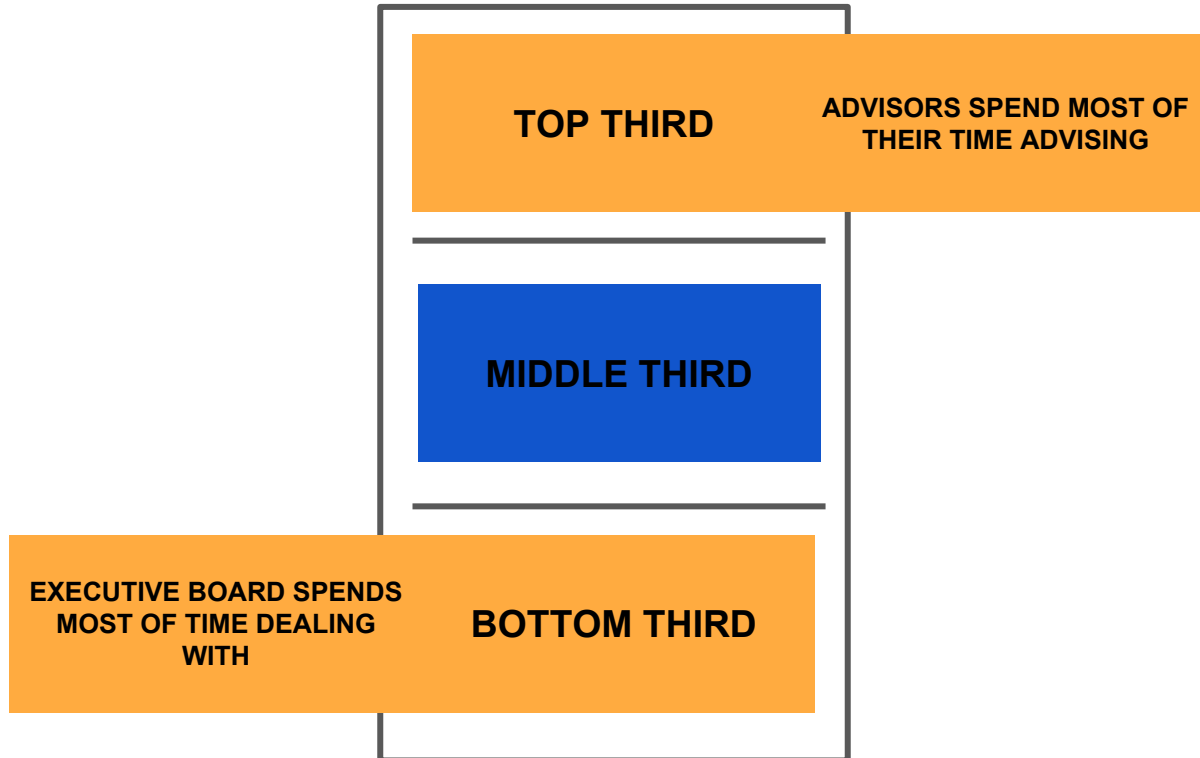 TOP THIRD
ADVISORS SPEND MOST OF
THEIR TIME ADVISING
MIDDLE THIRD
EXECUTIVE BOARD SPENDS
MOST OF TIME DEALING
WITH
BOTTOM THIRD